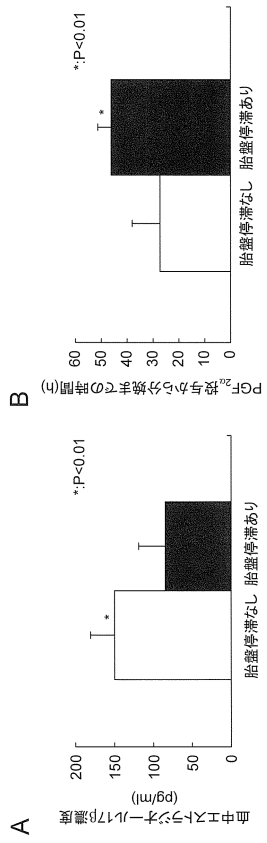 A
血中エストラジオール17β濃度
(pg/ml)
200
150
100
50
0
*:P<0.01
*
胎盤停滞なし 胎盤停滞あり
B
PGF2α投与から分娩までの時間(h)
60
50
40
30
20
10
0
*:P<0.01
*
胎盤停滞なし 胎盤停滞あり